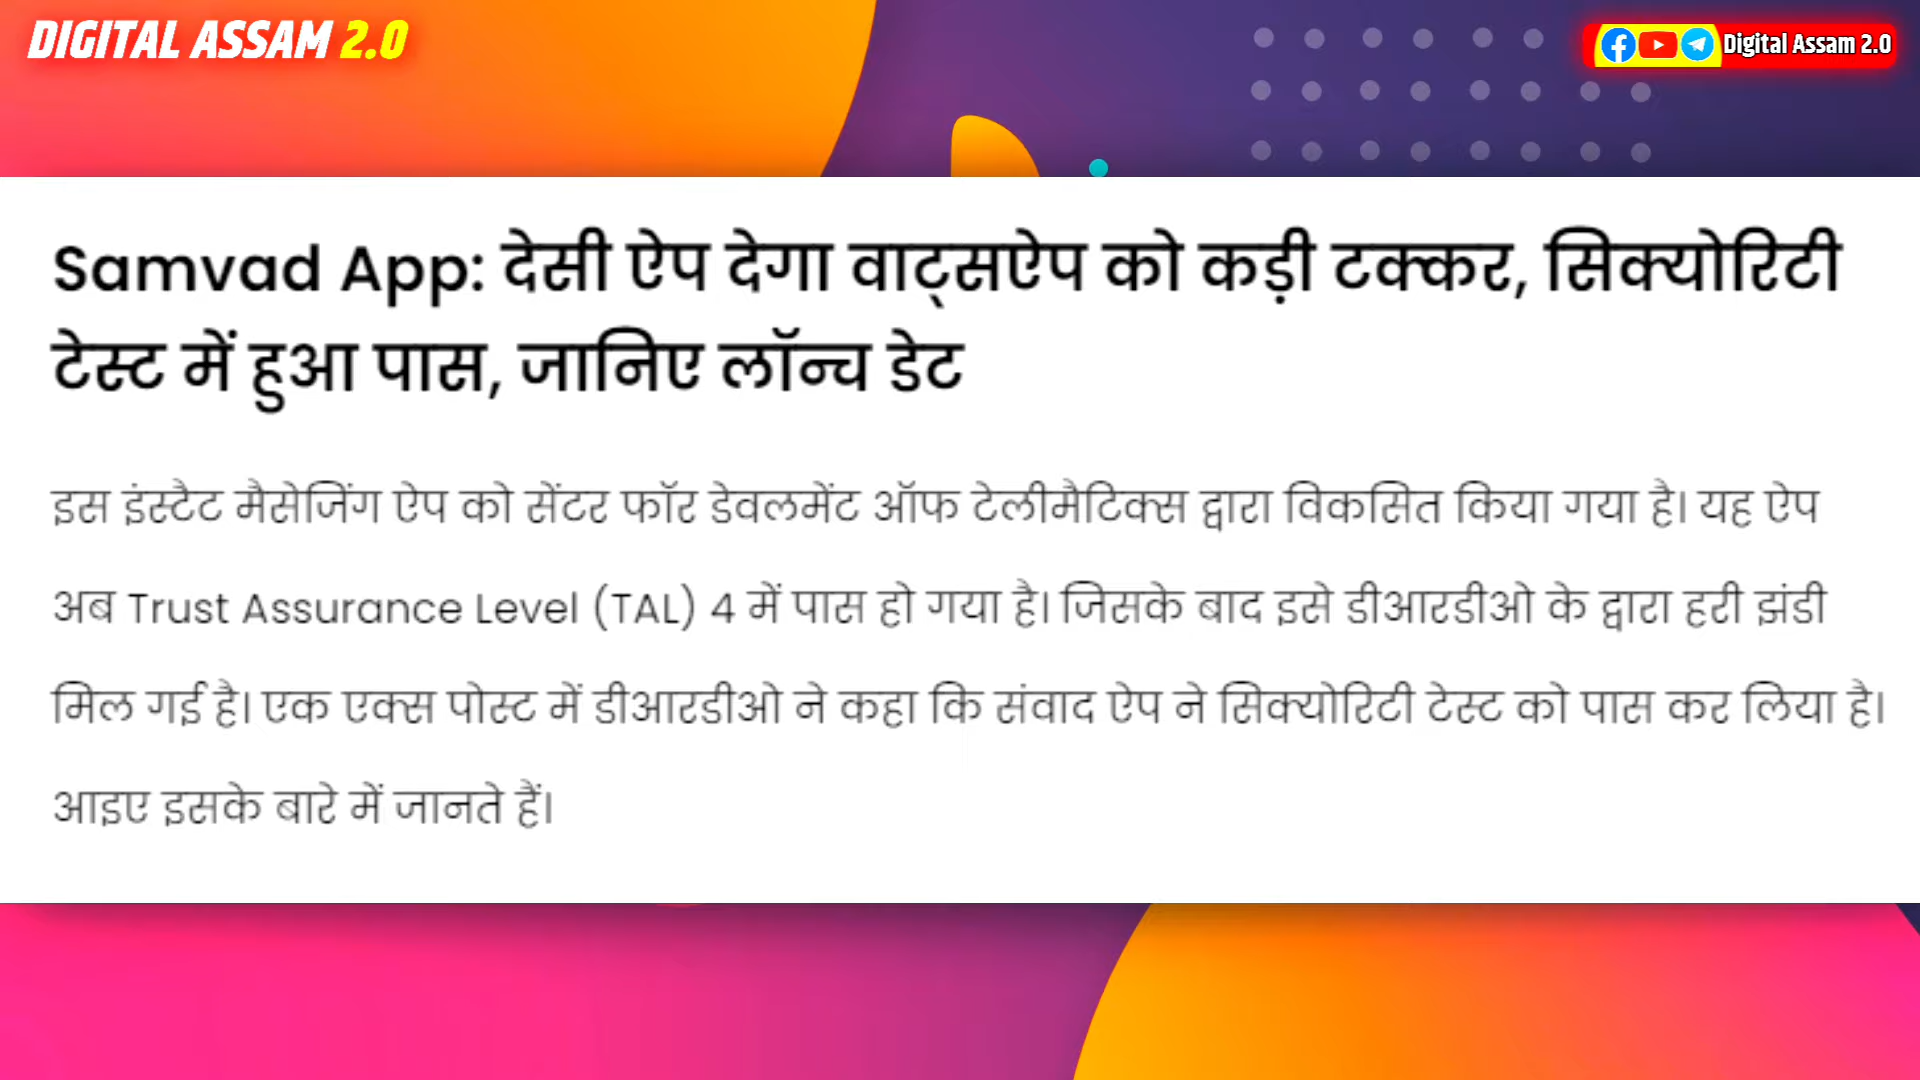 DIGITAL ASSAM 2.0
Digital Assam 2.0
Samvad App: देसी ऐप देगा वाट्सऐप को कड़ी टक्कर, सिक्योरिटी
टेस्ट में हुआ पास, जानिए लॉन्च डेट
इस इंस्टैट मैसेजिंग ऐप को सेंटर फॉर डेवलमेंट ऑफ टेलीमैटिक्स द्वारा विकसित किया गया है। यह ऐप
अब Trust Assurance Level (TAL) 4 में पास हो गया है। जिसके बाद इसे डीआरडीओ के द्वारा हरी झंडी
मिल गई है। एक एक्स पोस्ट में डीआरडीओ ने कहा कि संवाद ऐप ने सिक्योरिटी टेस्ट को पास कर लिया है।
आइए इसके बारे में जानते हैं।